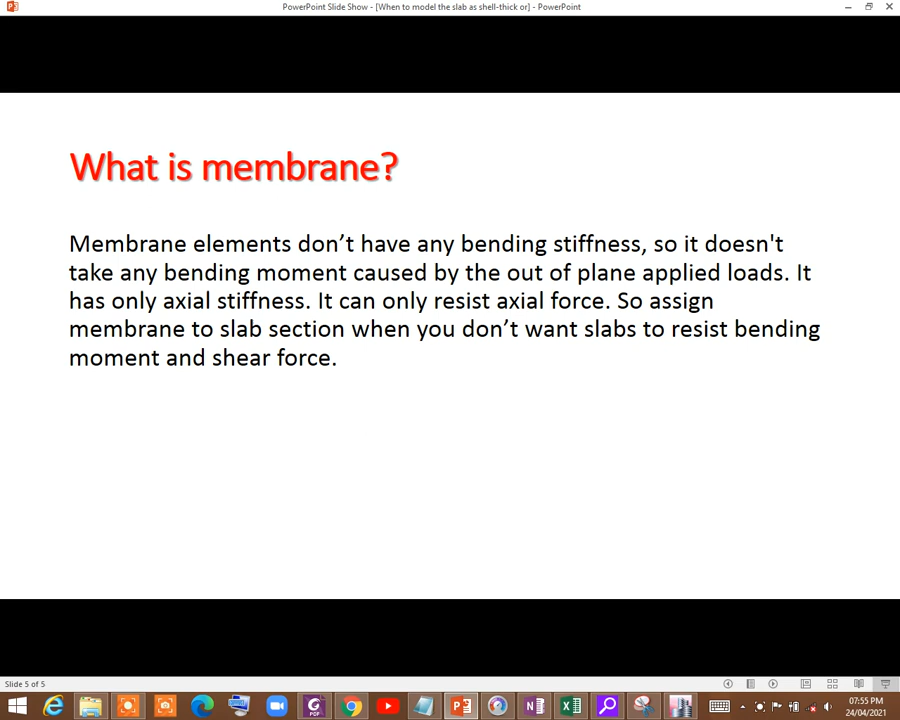 PowerPoint Slide Show - [When to model the slab as shell-thick or] - PowerPoint
What is membrane?
Membrane elements don’t have any bending stiffness, so it doesn't
take any bending moment caused by the out of plane applied loads. It
has only axial stiffness. It can only resist axial force. So assign
membrane to slab section when you don’t want slabs to resist bending
moment and shear force.
Slide 5 of 5
07:55 PM
24/04/2021